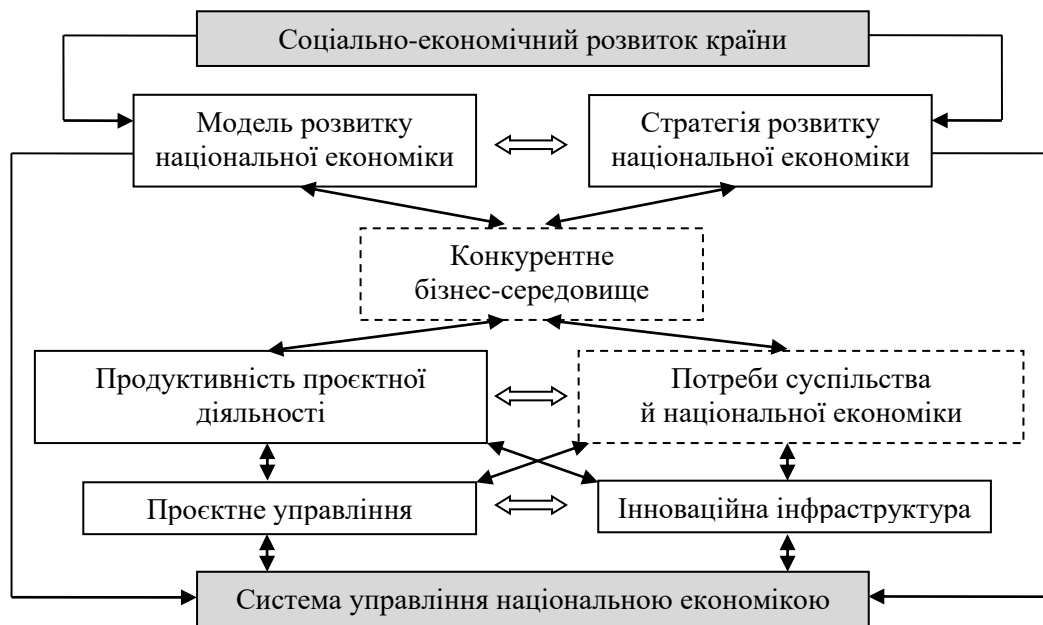 Соціально-економічний розвиток країни
Модель розвитку
національної економіки
Стратегія розвитку
національної економіки
Конкурентне
бізнес-середовище
Продуктивність проєктної
діяльності
Потреби суспільства
й національної економіки
Проєктне управління
Інноваційна інфраструктура
Система управління національною економікою